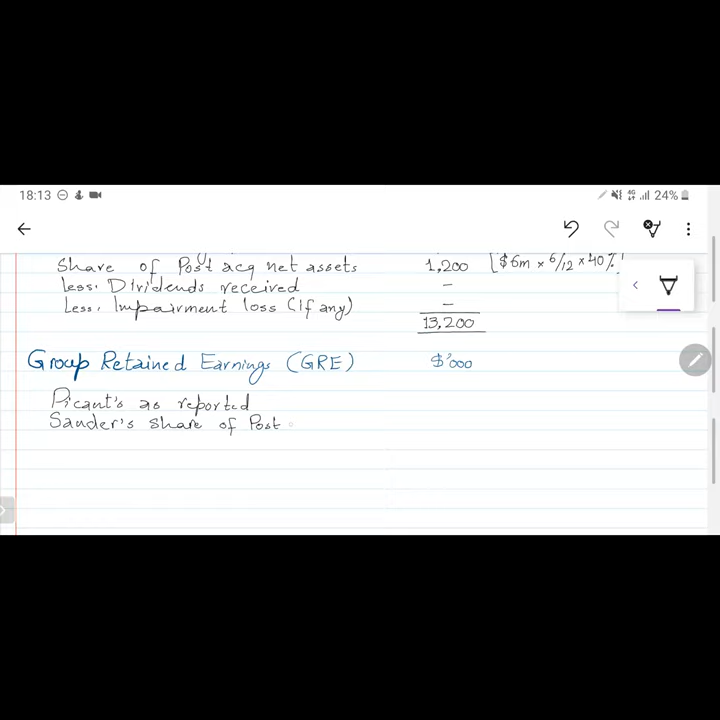 18:13
4G 24%
Share of Post acq net assets 1,200 [$6m × 6/12 × 40%]
less. Dividends received –
Less. Impairment loss (if any) –
13,200
Group Retained Earnings (GRE) $'000
Picant's as reported
Sander's share of Post